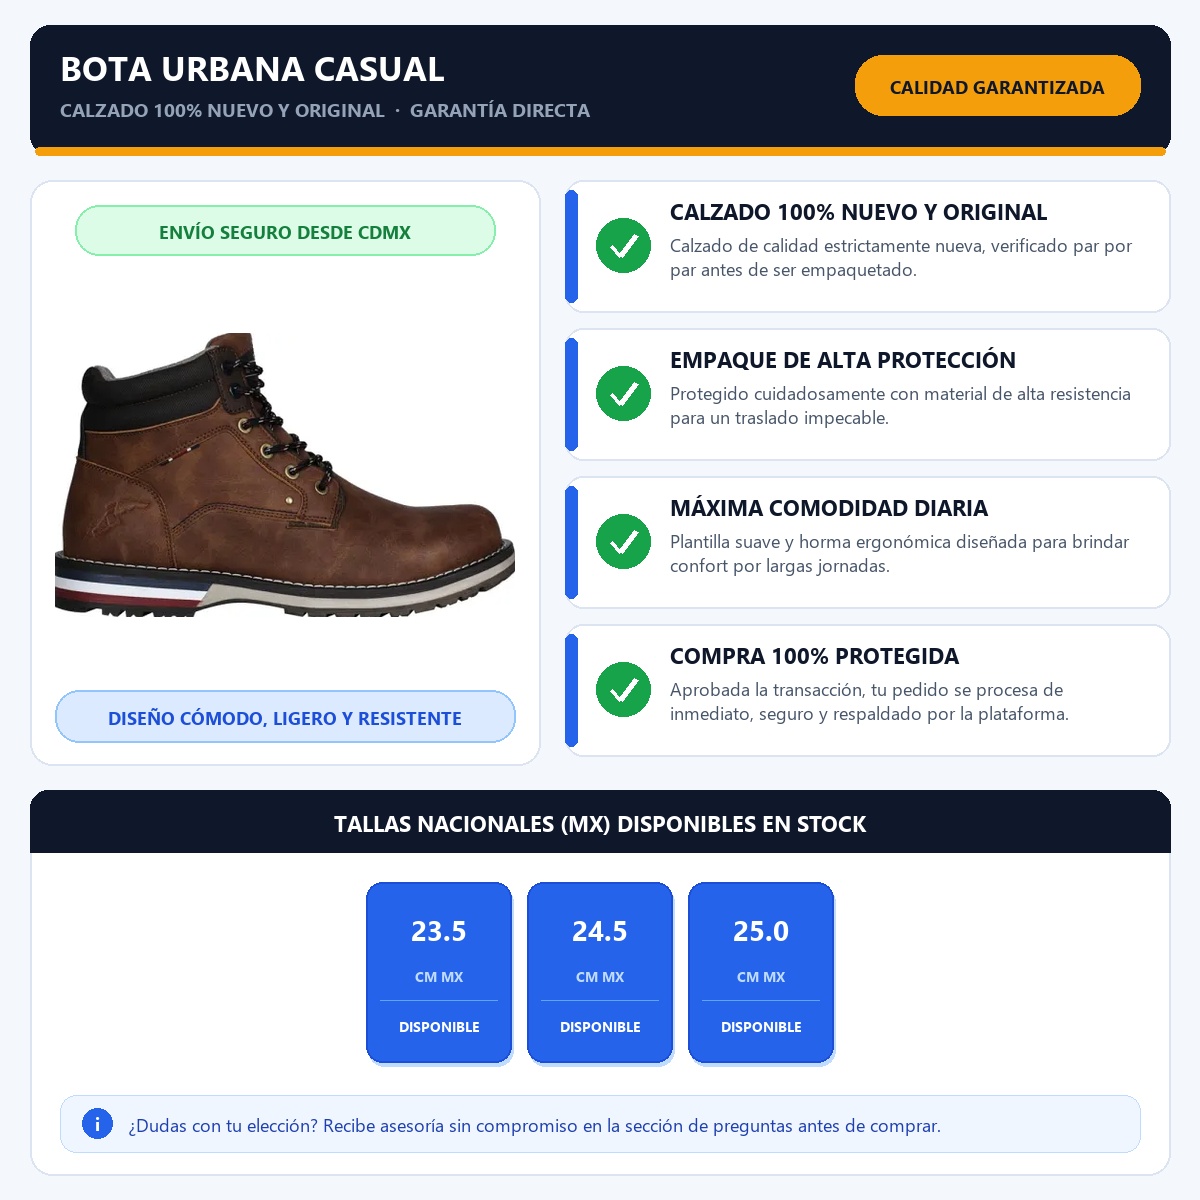 BOTA URBANA CASUAL
CALZADO 100% NUEVO Y ORIGINAL · GARANTÍA DIRECTA
CALIDAD GARANTIZADA
ENVÍO SEGURO DESDE CDMX
DISEÑO CÓMODO, LIGERO Y RESISTENTE
CALZADO 100% NUEVO Y ORIGINAL
Calzado de calidad estrictamente nueva, verificado par por
par antes de ser empaquetado.
EMPAQUE DE ALTA PROTECCIÓN
Protegido cuidadosamente con material de alta resistencia
para un traslado impecable.
MÁXIMA COMODIDAD DIARIA
Plantilla suave y horma ergonómica diseñada para brindar
confort por largas jornadas.
COMPRA 100% PROTEGIDA
Aprobada la transacción, tu pedido se procesa de
inmediato, seguro y respaldado por la plataforma.
TALLAS NACIONALES (MX) DISPONIBLES EN STOCK
23.5
CM MX
DISPONIBLE
24.5
CM MX
DISPONIBLE
25.0
CM MX
DISPONIBLE
¿Dudas con tu elección? Recibe asesoría sin compromiso en la sección de preguntas antes de comprar.